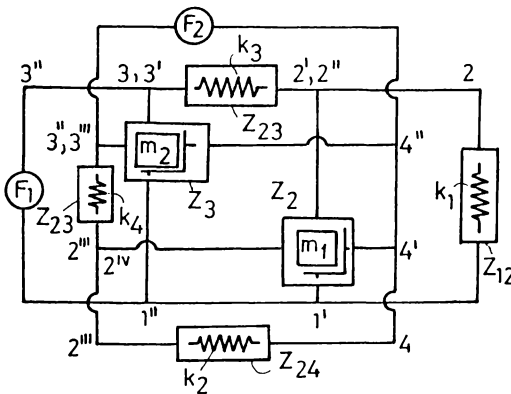 F₂
k₃
3" 3,3' 2',2" 2
Z₂₃
3",3''' m₂ 4"
F₁ Z₃ Z₂ k₁
Z₂₃ k₄
2''' 2ᴵⱽ m₁ 4' Z₁₂
1" 1'
2''' 4
k₂ Z₂₄